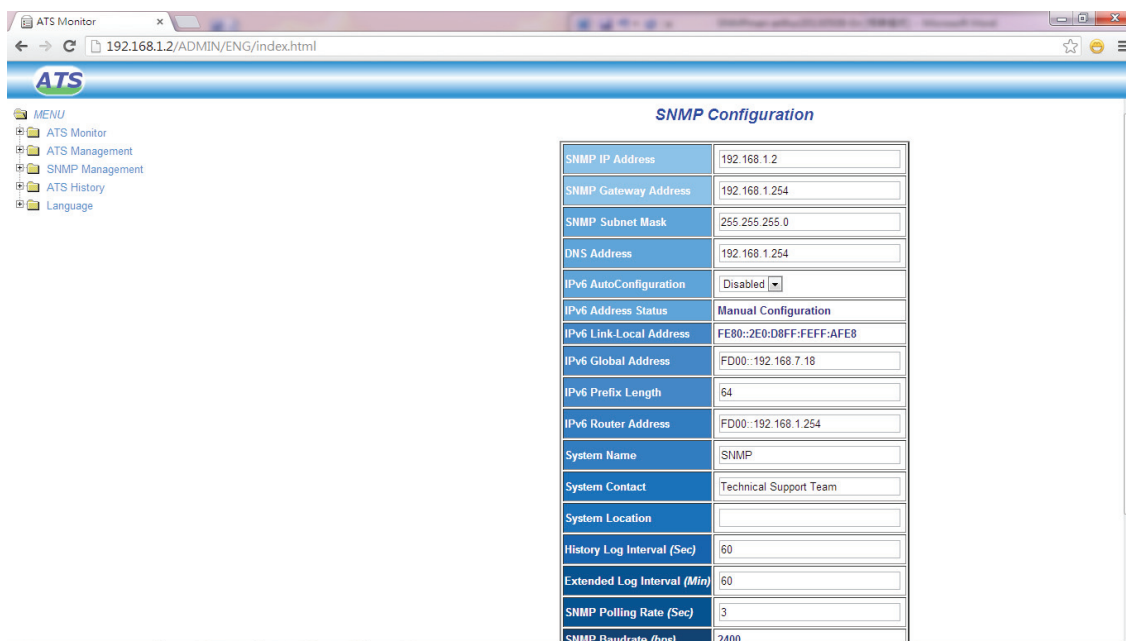 ATS Monitor
192.168.1.2/ADMIN/ENG/index.html
ATS
MENU
ATS Monitor
ATS Management
SNMP Management
ATS History
Language
SNMP Configuration
SNMP IP Address 192.168.1.2
SNMP Gateway Address 192.168.1.254
SNMP Subnet Mask 255.255.255.0
DNS Address 192.168.1.254
IPv6 AutoConfiguration Disabled
IPv6 Address Status Manual Configuration
IPv6 Link-Local Address FE80::2E0:D8FF:FEFF:AFE8
IPv6 Global Address FD00::192.168.7.18
IPv6 Prefix Length 64
IPv6 Router Address FD00::192.168.1.254
System Name SNMP
System Contact Technical Support Team
System Location
History Log Interval (Sec) 60
Extended Log Interval (Min) 60
SNMP Polling Rate (Sec) 3
SNMP Baudrate (bps) 2400